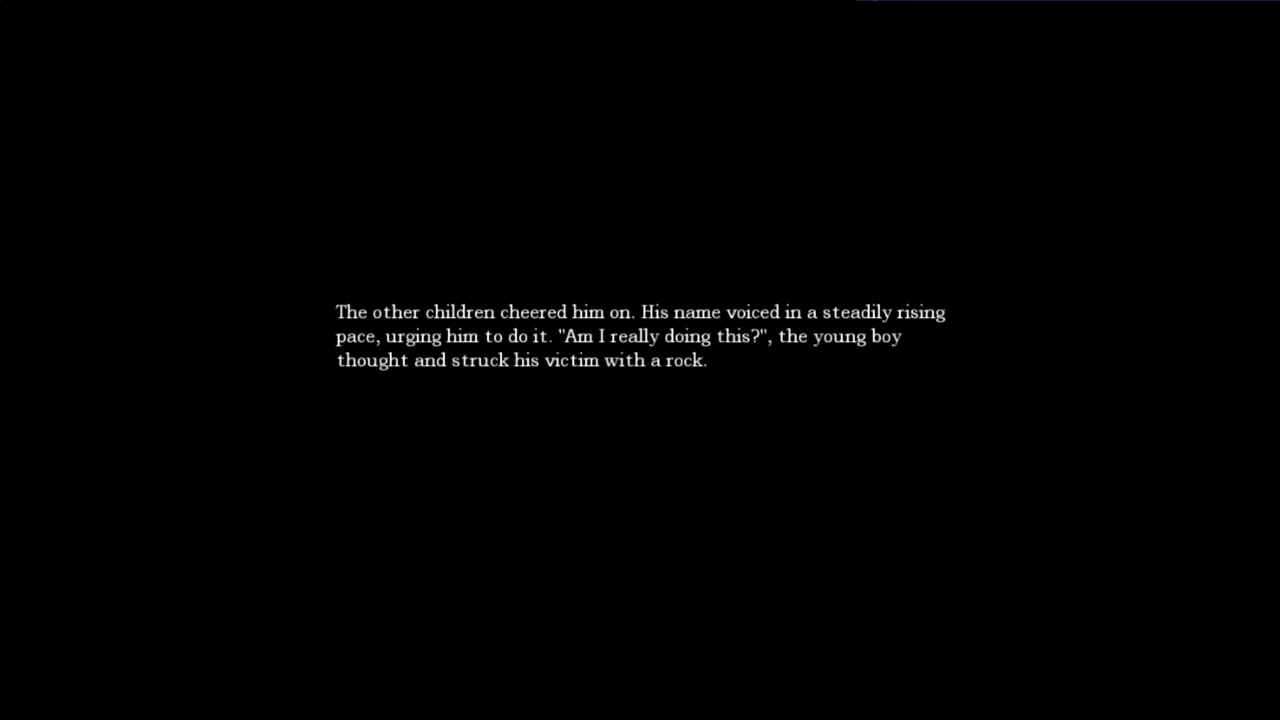 The other children cheered him on. His name voiced in a steadily rising
pace, urging him to do it. "Am I really doing this?", the young boy
thought and struck his victim with a rock.